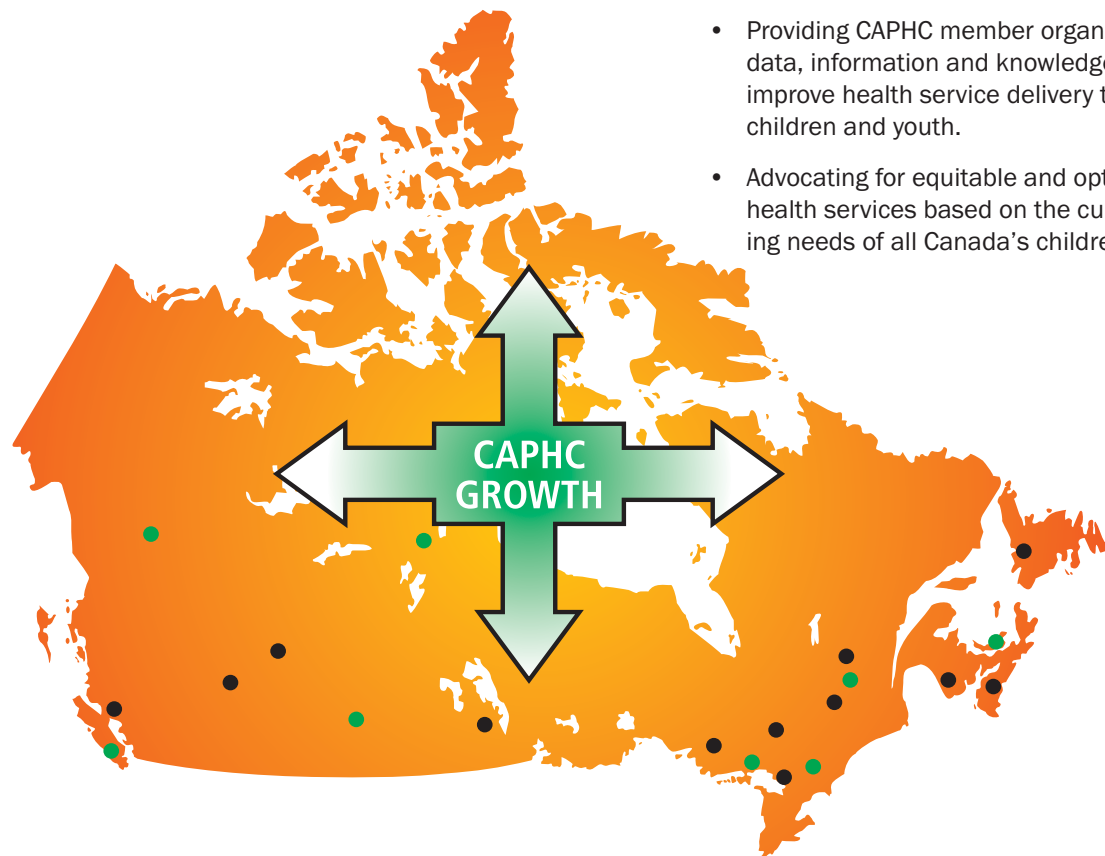 • Providing CAPHC member organ
data, information and knowledge
improve health service delivery t
children and youth.
• Advocating for equitable and opt
health services based on the cu
ing needs of all Canada's childre
CAPHC
GROWTH